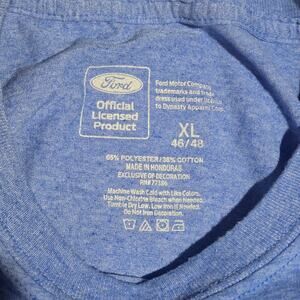 Ford
Official
Licensed
Product
Ford Motor Company
trademarks and trade
dress used under license
to Dynasty Apparel Corp.
XL
46/48
65% POLYESTER/35% COTTON
MADE IN HONDURAS
EXCLUSIVE OF DECORATION
RN# 77386
Machine Wash Cold with Like Colors.
Use Non-Chlorine Bleach when Needed.
Tumble Dry Low. Low Iron if Needed.
Do Not Iron Decoration.